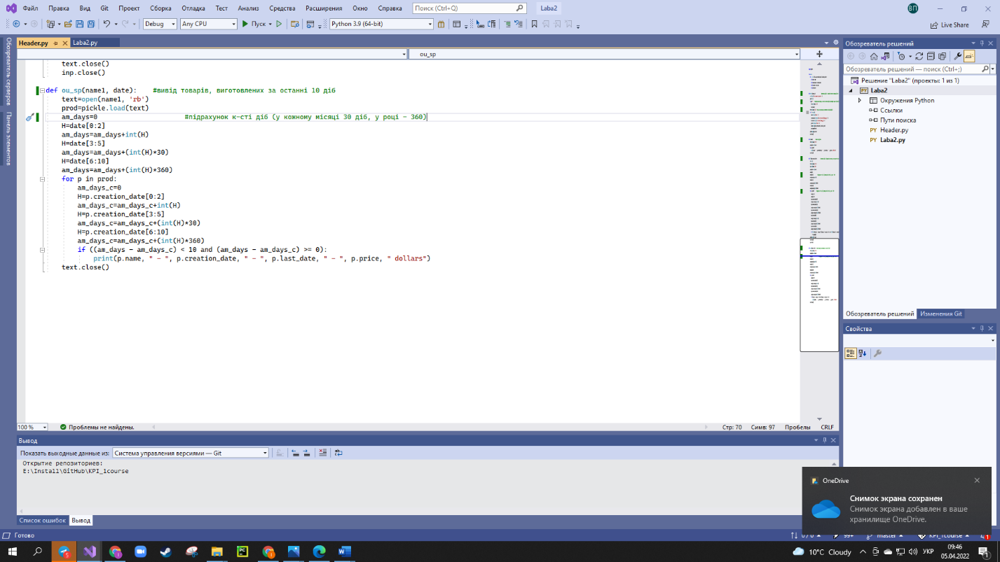 Файл Правка Вид Git Проект Сборка Отладка Тест Анализ Средства Расширения Окно Справка Поиск (Ctrl+Q) Laba2 ВП
Debug Any CPU Пуск Python 3.9 (64-bit) Live Share
Обозреватель серверов
Панель элементов
Header.py Laba2.py
ou_sp
text.close()
inp.close()
def ou_sp(name1, date): #вивід товарів, виготовлених за останні 10 діб
text=open(name1, 'rb')
prod=pickle.load(text)
am_days=0 #підрахунок к-сті діб (у кожному місяці 30 діб, у році - 360)
H=date[0:2]
am_days=am_days+int(H)
H=date[3:5]
am_days=am_days+(int(H)*30)
H=date[6:10]
am_days=am_days+(int(H)*360)
for p in prod:
am_days_c=0
H=p.creation_date[0:2]
am_days_c=am_days_c+int(H)
H=p.creation_date[3:5]
am_days_c=am_days_c+(int(H)*30)
H=p.creation_date[6:10]
am_days_c=am_days_c+(int(H)*360)
if ((am_days - am_days_c) < 10 and (am_days - am_days_c) >= 0):
print(p.name, " - ", p.creation_date, " - ", p.last_date, " - ", p.price, " dollars")
text.close()
100 % Проблемы не найдены. Стр: 70 Симв: 97 Пробелы CRLF
Вывод
Показать выходные данные из: Система управления версиями — Git
Открытие репозиториев:
E:\Install\GitHub\KPI_1course
Список ошибок Вывод
Обозреватель решений
Обозреватель решений — поиск (Ctrl+;)
Решение "Laba2" (проекты: 1 из 1)
Laba2
Окружения Python
Ссылки
Пути поиска
Header.py
Laba2.py
Обозреватель решений Изменения Git
Свойства
OneDrive
Снимок экрана сохранен
Снимок экрана добавлен в ваше
хранилище OneDrive.
Готово 0 / 0 99+ master KPI_1course 1
5 PC 10°C Cloudy УКР 09:46
05.04.2022 1